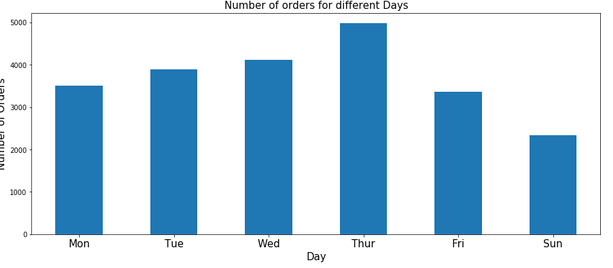 Number of orders for different Days
Number of Orders
5000
4000
3000
2000
1000
0
Mon Tue Wed Thur Fri Sun
Day